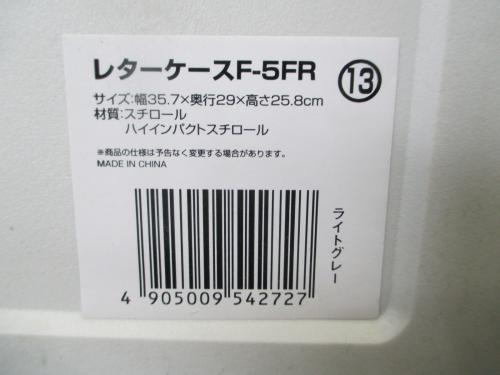 レターケースF-5FR ⑬
サイズ:幅35.7×奥行29×高さ25.8cm
材質:スチロール
ハイインパクトスチロール
※商品の仕様は予告なく変更する場合があります。
MADE IN CHINA
ライトグレー
4 905009 542727